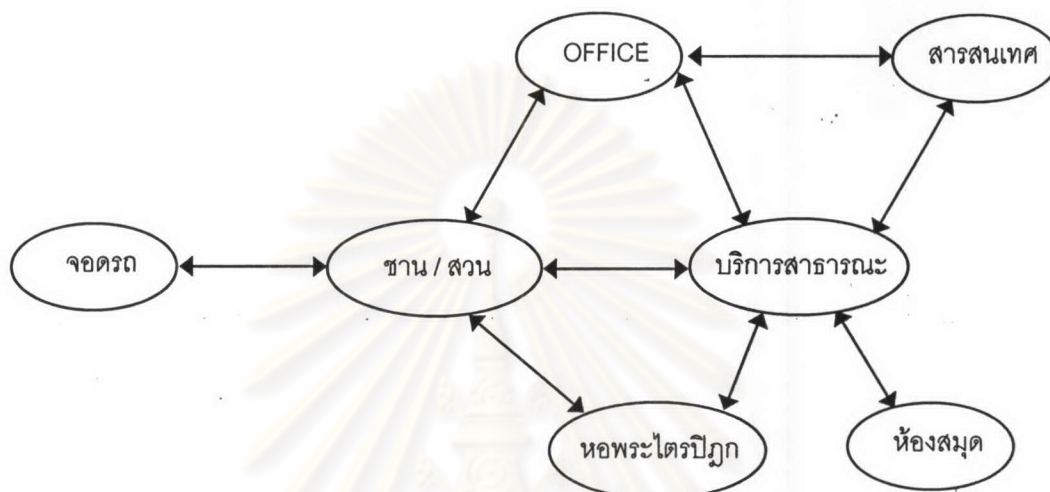 OFFICE
สารสนเทศ
จอดรถ
ชาน / สวน
บริการสาธารณะ
หอพระไตรปิฎก
ห้องสมุด